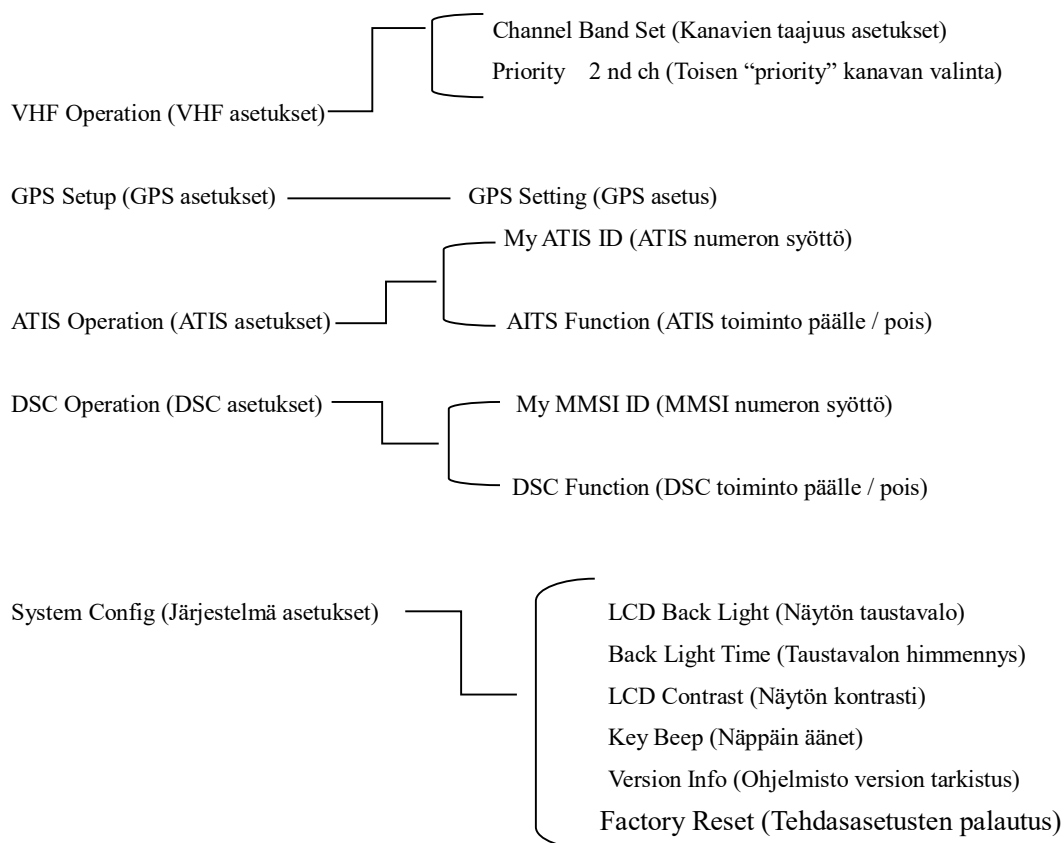 Channel Band Set (Kanavien taajuus asetukset)
Priority 2 nd ch (Toisen “priority” kanavan valinta)
VHF Operation (VHF asetukset)
GPS Setup (GPS asetukset) GPS Setting (GPS asetus)
My ATIS ID (ATIS numeron syöttö)
ATIS Operation (ATIS asetukset) AITS Function (ATIS toiminto päälle / pois)
DSC Operation (DSC asetukset) My MMSI ID (MMSI numeron syöttö)
DSC Function (DSC toiminto päälle / pois)
System Config (Järjestelmä asetukset) LCD Back Light (Näytön taustavalo)
Back Light Time (Taustavalon himmennys)
LCD Contrast (Näytön kontrasti)
Key Beep (Näppäin äänet)
Version Info (Ohjelmisto version tarkistus)
Factory Reset (Tehdasasetusten palautus)